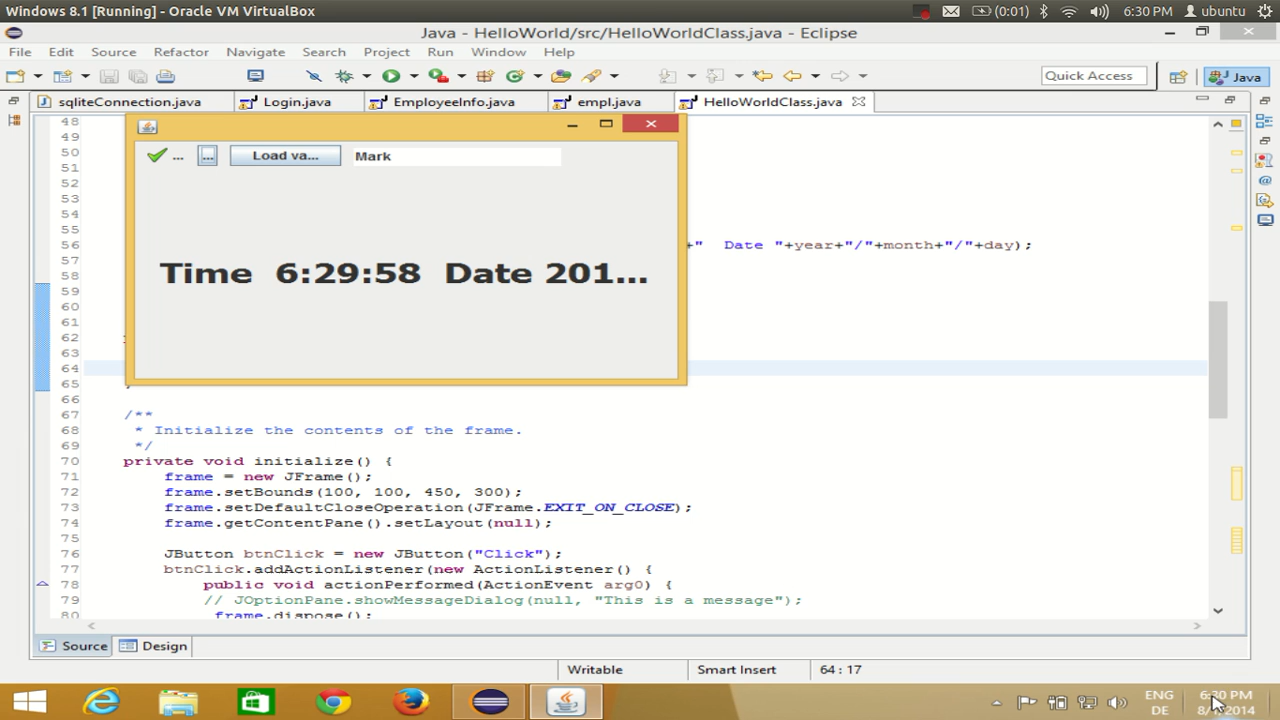 Windows 8.1 [Running] - Oracle VM VirtualBox
(0:01)
6:30 PM
ubuntu
Java - HelloWorld/src/HelloWorldClass.java - Eclipse
File Edit Source Refactor Navigate Search Project Run Window Help
Quick Access
Java
sqliteConnection.java
Login.java
EmployeeInfo.java
empl.java
HelloWorldClass.java
...
...
Load va...
Mark
Time 6:29:58 Date 201...
48
49
50
51
52
53
54
55
56 +" Date "+year+"/"+month+"/"+day);
57
58
59
60
61
62
63
64
65
66
67 /**
68 * Initialize the contents of the frame.
69 */
70 private void initialize() {
71 frame = new JFrame();
72 frame.setBounds(100, 100, 450, 300);
73 frame.setDefaultCloseOperation(JFrame.EXIT_ON_CLOSE);
74 frame.getContentPane().setLayout(null);
75
76 JButton btnClick = new JButton("Click");
77 btnClick.addActionListener(new ActionListener() {
78 public void actionPerformed(ActionEvent arg0) {
79 // JOptionPane.showMessageDialog(null, "This is a message");
80 frame.dispose();
Source
Design
Writable
Smart Insert
64 : 17
ENG
DE
6:30 PM